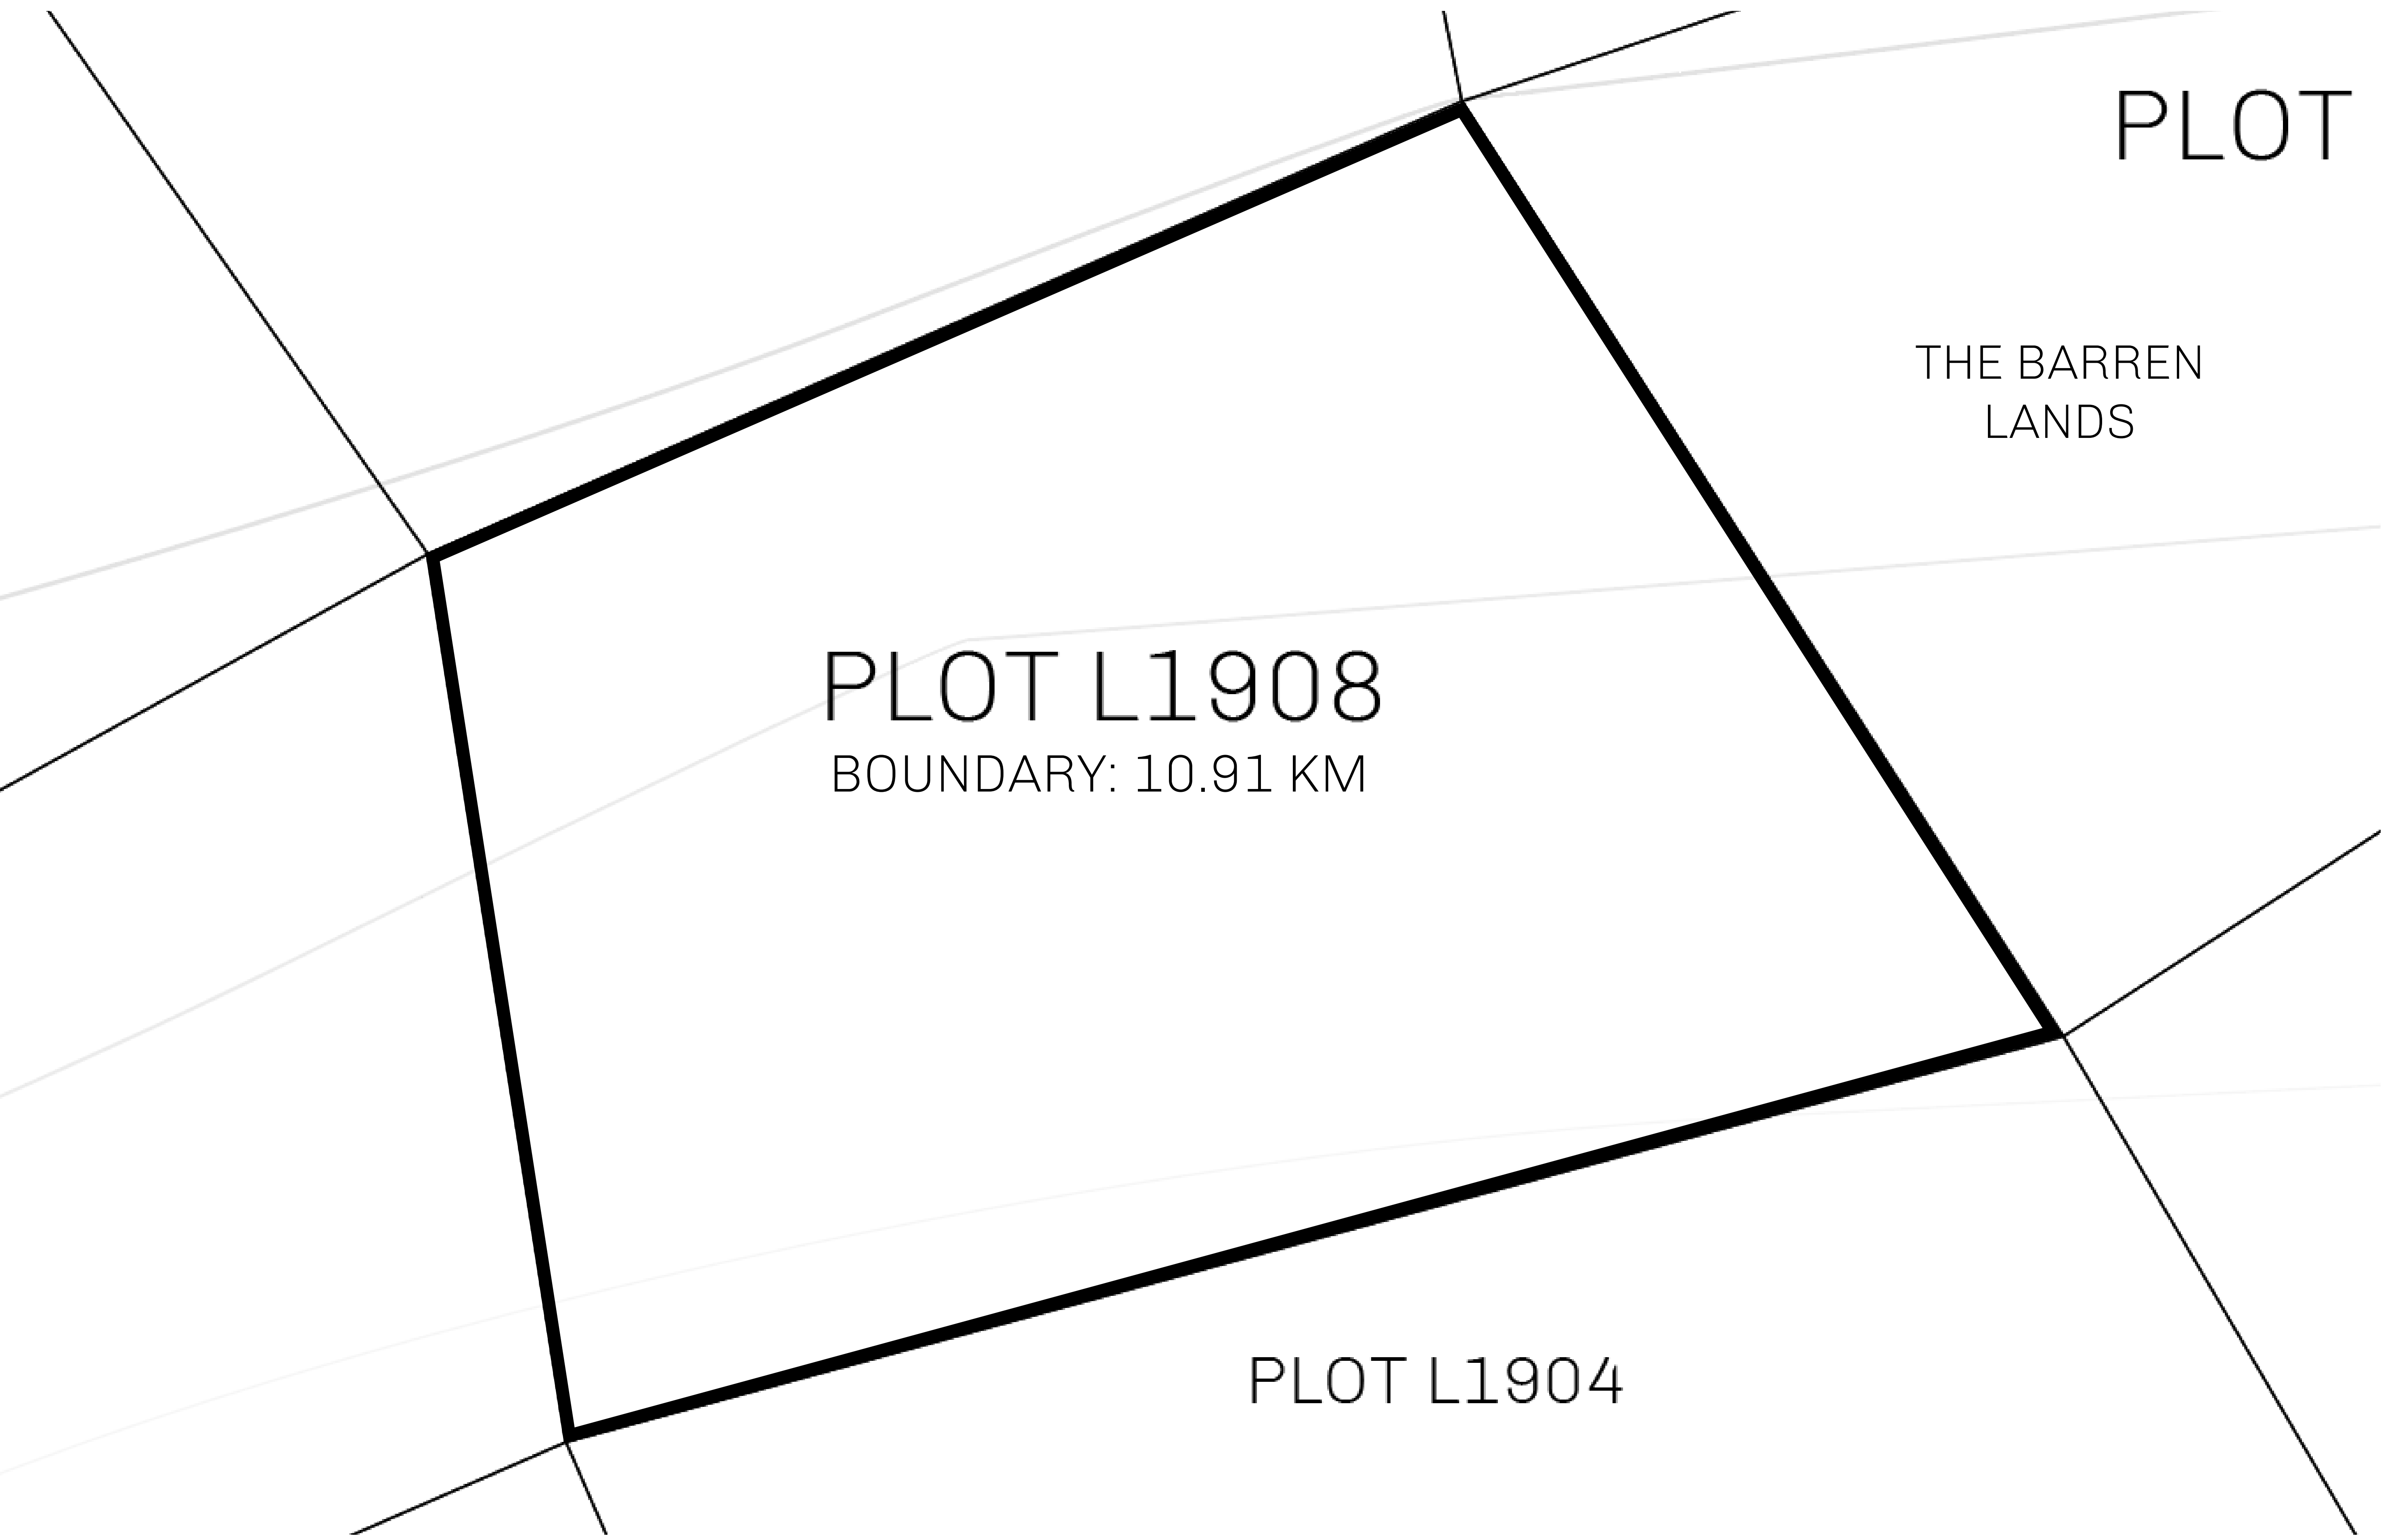 PLOT
THE BARREN
LANDS
PLOT L1908
BOUNDARY: 10.91 KM
PLOT L1904